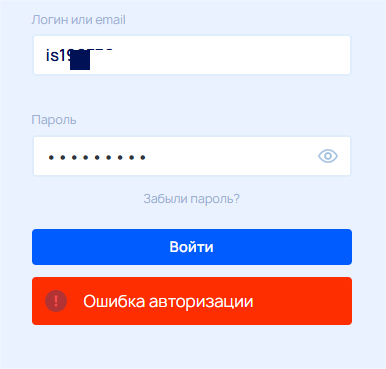 Логин или email
Пароль
•••••••••
Забыли пароль?
Войти
! Ошибка авторизации